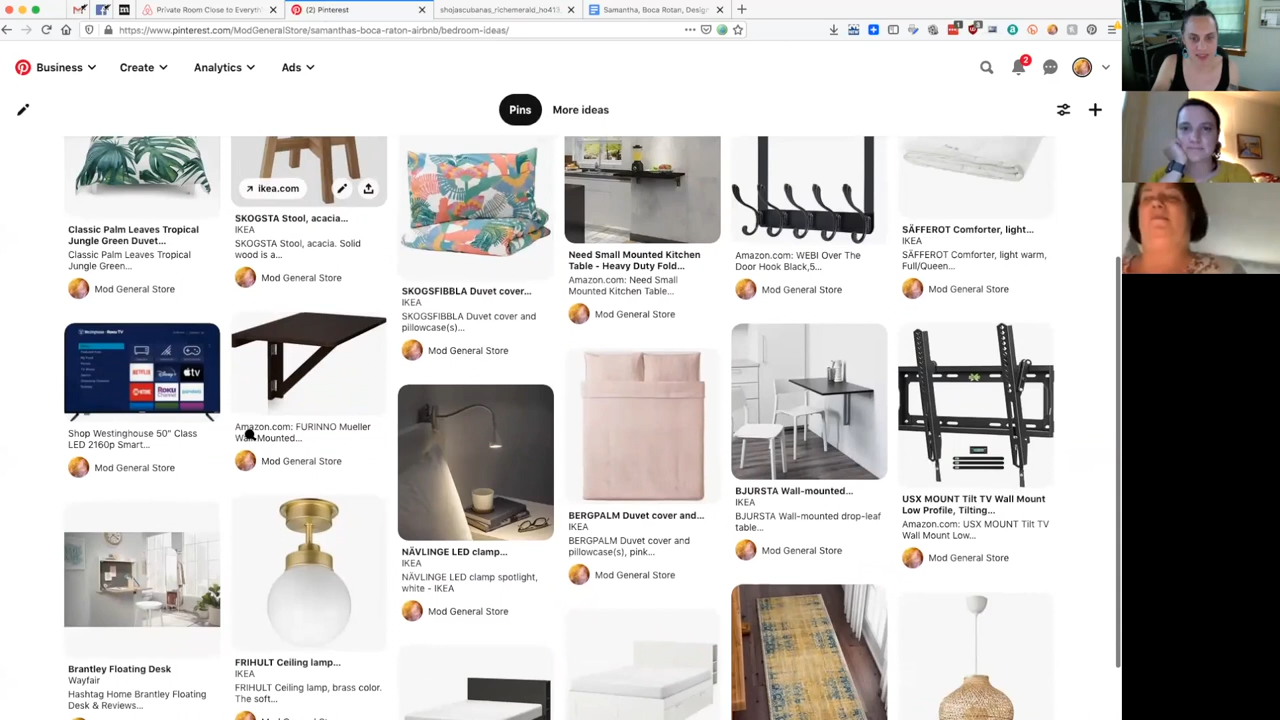 Private Room Close to Everyth
(2) Pinterest
shojascubanas_richemerald_ho413
Samantha, Boca Rotan, Design
https://www.pinterest.com/ModGeneralStore/samanthas-boca-raton-airbnb/bedroom-ideas/
Business
Create
Analytics
Ads
2
Pins
More ideas
Classic Palm Leaves Tropical
Jungle Green Duvet...
Classic Palm Leaves Tropical
Jungle Green...
Mod General Store
Shop Westinghouse 50" Class
LED 2160p Smart...
Mod General Store
Brantley Floating Desk
Wayfair
Hashtag Home Brantley Floating
Desk & Reviews...
ikea.com
SKOGSTA Stool, acacia...
IKEA
SKOGSTA Stool, acacia. Solid
wood is a...
Mod General Store
Amazon.com: FURINNO Mueller
Wall Mounted...
Mod General Store
FRIHULT Ceiling lamp...
IKEA
FRIHULT Ceiling lamp, brass color.
The soft...
SKOGSFIBBLA Duvet cover...
IKEA
SKOGSFIBBLA Duvet cover and
pillowcase(s)...
Mod General Store
NÄVLINGE LED clamp...
IKEA
NÄVLINGE LED clamp spotlight,
white - IKEA
Mod General Store
Need Small Mounted Kitchen
Table - Heavy Duty Fold...
Amazon.com: Need Small
Mounted Kitchen Table...
Mod General Store
BERGPALM Duvet cover and...
IKEA
BERGPALM Duvet cover and
pillowcase(s), pink...
Mod General Store
Amazon.com: WEBI Over The
Door Hook Black,5...
Mod General Store
BJURSTA Wall-mounted...
IKEA
BJURSTA Wall-mounted drop-leaf
table...
Mod General Store
SÄFFEROT Comforter, light...
IKEA
SÄFFEROT Comforter, light warm,
Full/Queen...
Mod General Store
USX MOUNT Tilt TV Wall Mount
Low Profile, Tilting...
Amazon.com: USX MOUNT Tilt TV
Wall Mount Low...
Mod General Store